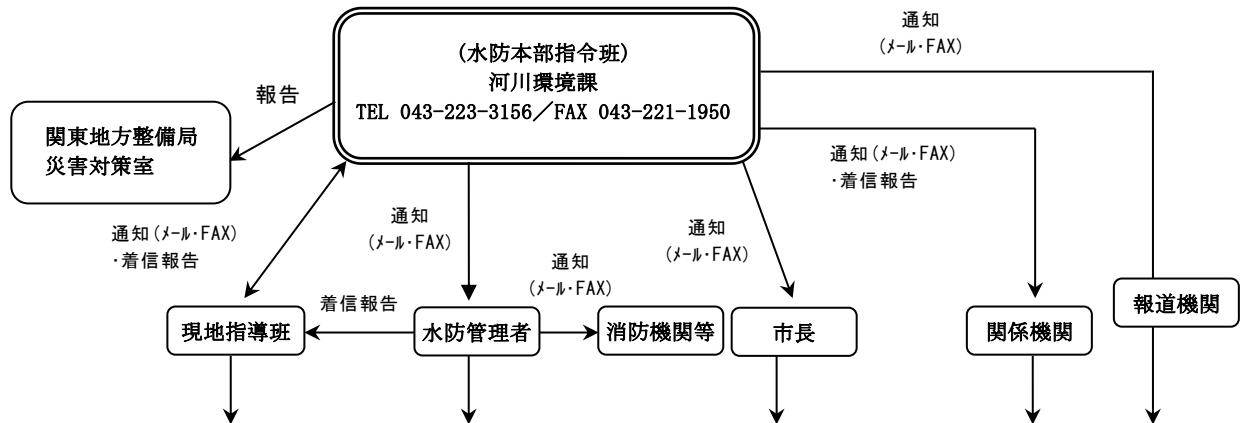 通知
(ﾒｰﾙ･FAX)
(水防本部指令班)
河川環境課
TEL 043-223-3156／FAX 043-221-1950
報告
関東地方整備局
災害対策室
通知(ﾒｰﾙ･FAX)
･着信報告
通知(ﾒｰﾙ･FAX)
･着信報告
通知
(ﾒｰﾙ･FAX)
通知
(ﾒｰﾙ･FAX)
通知
(ﾒｰﾙ･FAX)
着信報告
現地指導班
水防管理者
消防機関等
市長
関係機関
報道機関